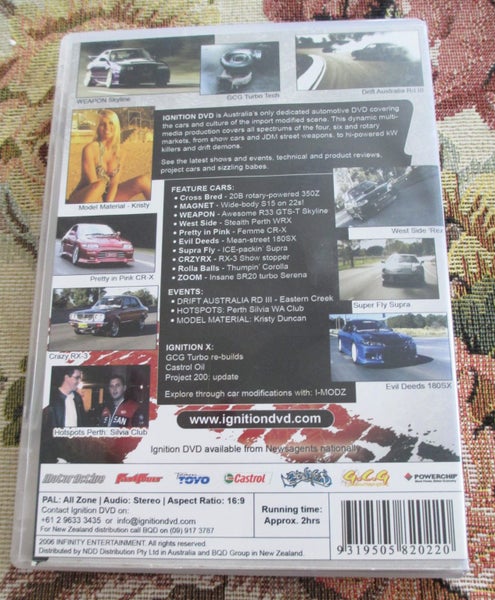 WEAPON Skyline
GCG Turbo Tech
Drift Australia Rd III
IGNITION DVD is Australia's only dedicated automotive DVD covering
the cars and culture of the import modified scene. This dynamic multi-
media production covers all spectrums of the four, six and rotary
markets, from show cars and JDM street weapons, to hi-powered kW
killers and drift demons.
See the latest shows and events, technical and product reviews,
project cars and sizzling babes.
Model Material - Kristy
FEATURE CARS:
• Cross Bred - 20B rotary-powered 350Z
• MAGNET - Wide-body S15 on 22s!
• WEAPON - Awesome R33 GTS-T Skyline
• West Side - Stealth Perth WRX
• Pretty in Pink - Femme CR-X
• Evil Deeds - Mean-street 180SX
• Supra Fly - ICE-packin' Supra
• CRZYRX - RX-3 Show stopper
• Rolla Balls - Thumpin' Corolla
• ZOOM - Insane SR20 turbo Serena
West Side 'Rex
Pretty in Pink CR-X
EVENTS:
• DRIFT AUSTRALIA RD III - Eastern Creek
• HOTSPOTS: Perth Silvia WA Club
• MODEL MATERIAL: Kristy Duncan
Super Fly Supra
Crazy RX-3
IGNITION X:
GCG Turbo re-builds
Castrol Oil
Project 200: update
Explore through car modifications with: I-MODZ
Evil Deeds 180SX
NISSAN
Hotspots Perth: Silvia Club
www.ignitiondvd.com
Ignition DVD available from Newsagents nationally
MotorActive
FASTFOURS
TOYO
Castrol
GCG
POWERCHIP
PAL: All Zone | Audio: Stereo | Aspect Ratio: 16:9
Contact Ignition DVD on:
+61 2 9633 3435 or info@ignitiondvd.com
For New Zealand distribution call BQD on (09) 917 3767
Running time:
Approx. 2hrs
9 319505 820220
2006 INFINITY ENTERTAINMENT. All rights reserved.
Distributed by NDD Distribution Pty Ltd in Australia and BQD Group in New Zealand.